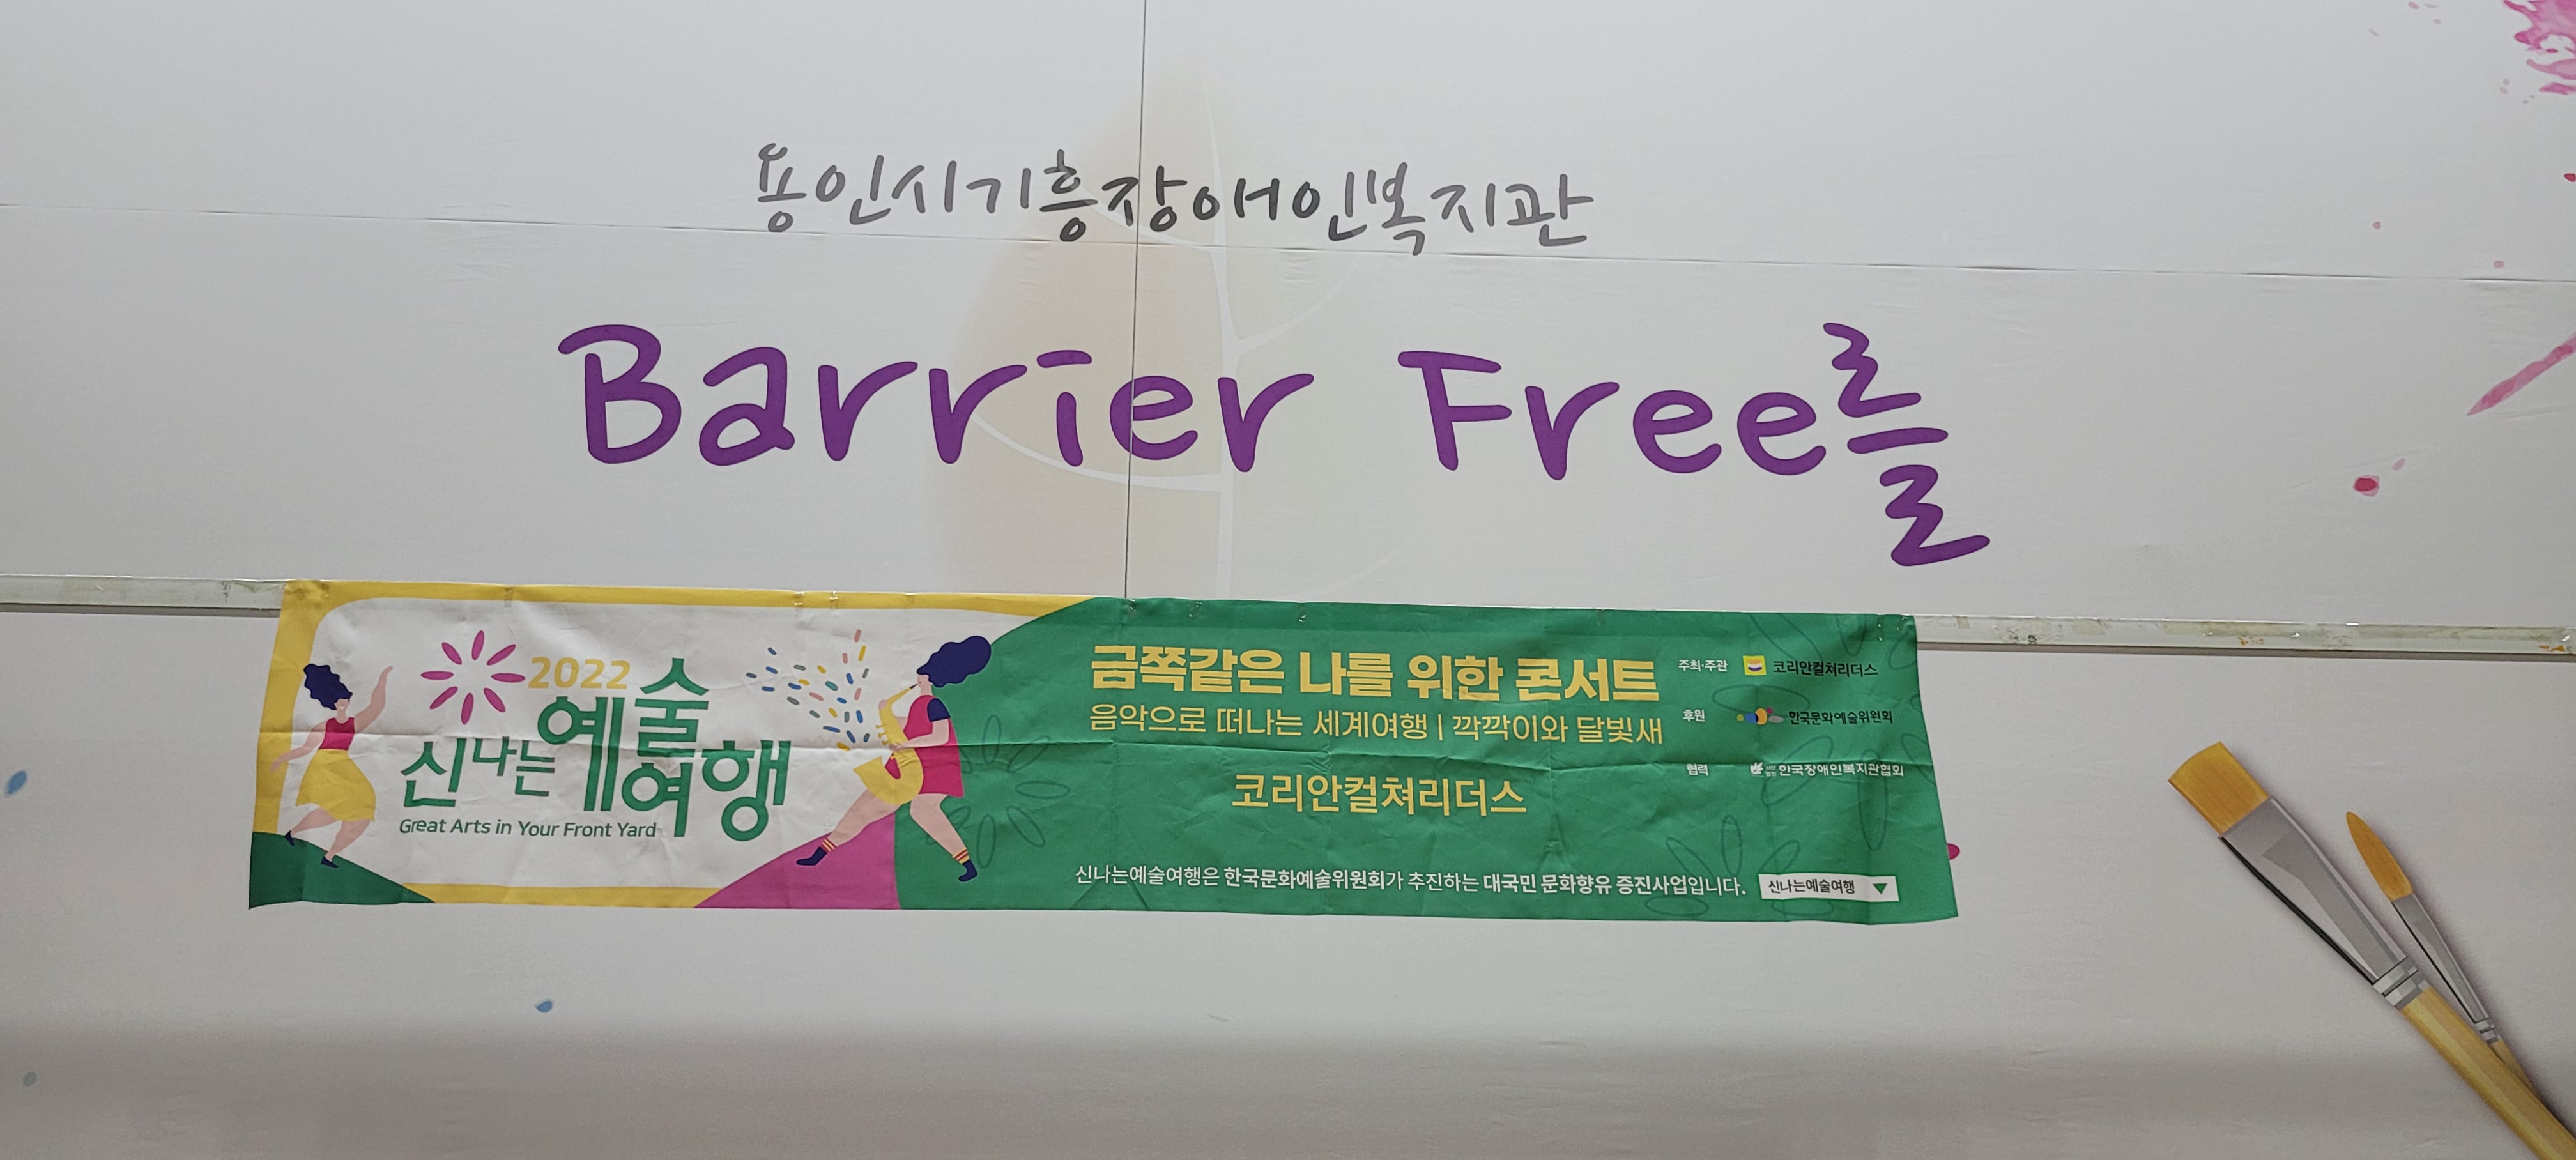 용인시기흥장애인복지관
Barrier Free를
2022
신나는예술여행
Great Arts in Your Front Yard
금쪽같은 나를 위한 콘서트
음악으로 떠나는 세계여행 | 깍깍이와 달빛새
코리안컬쳐리더스
주최·주관 코리안컬쳐리더스
후원 한국문화예술위원회
협력 한국장애인복지관협회
신나는예술여행은 한국문화예술위원회가 추진하는 대국민 문화향유 증진사업입니다.
신나는예술여행